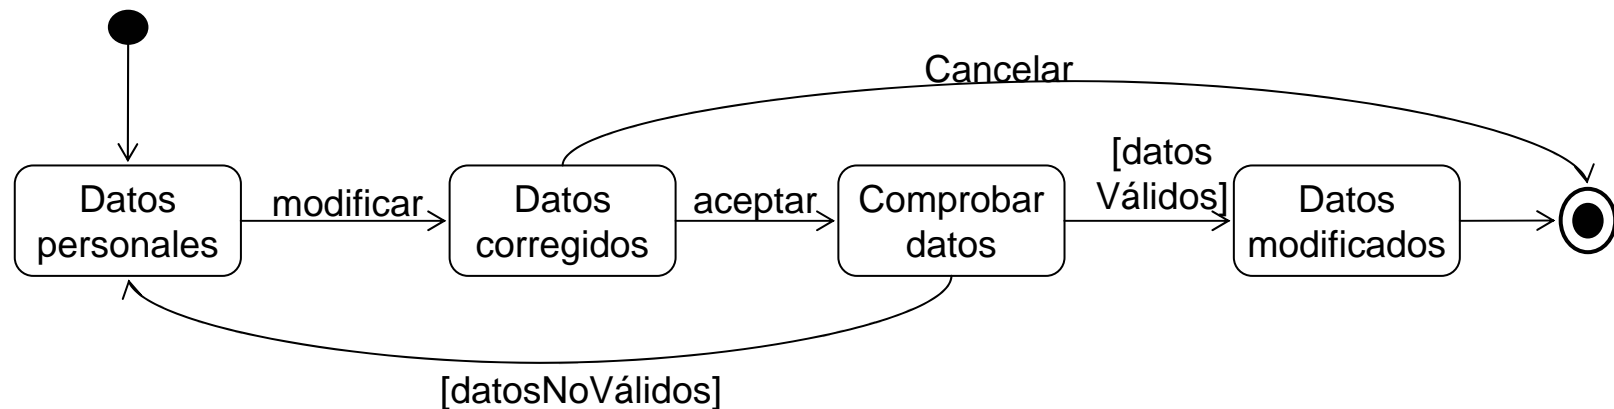 Cancelar
Datos
personales
modificar
Datos
corregidos
aceptar
Comprobar
datos
[datos
Válidos]
Datos
modificados
[datosNoVálidos]